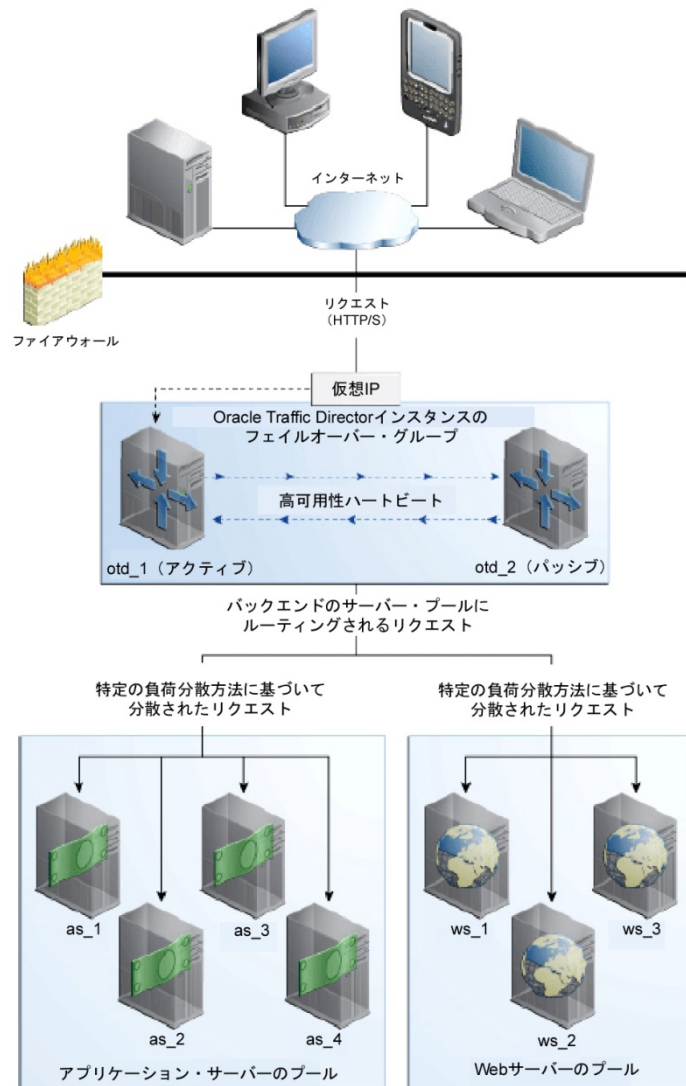 インターネット
ファイアウォール
リクエスト
（HTTP/S）
仮想IP
Oracle Traffic Directorインスタンスの
フェイルオーバー・グループ
高可用性ハートビート
otd_1（アクティブ）
otd_2（パッシブ）
バックエンドのサーバー・プールに
ルーティングされるリクエスト
特定の負荷分散方法に基づいて
分散されたリクエスト
特定の負荷分散方法に基づいて
分散されたリクエスト
as_1
as_3
as_2
as_4
アプリケーション・サーバーのプール
ws_1
ws_3
ws_2
Webサーバーのプール